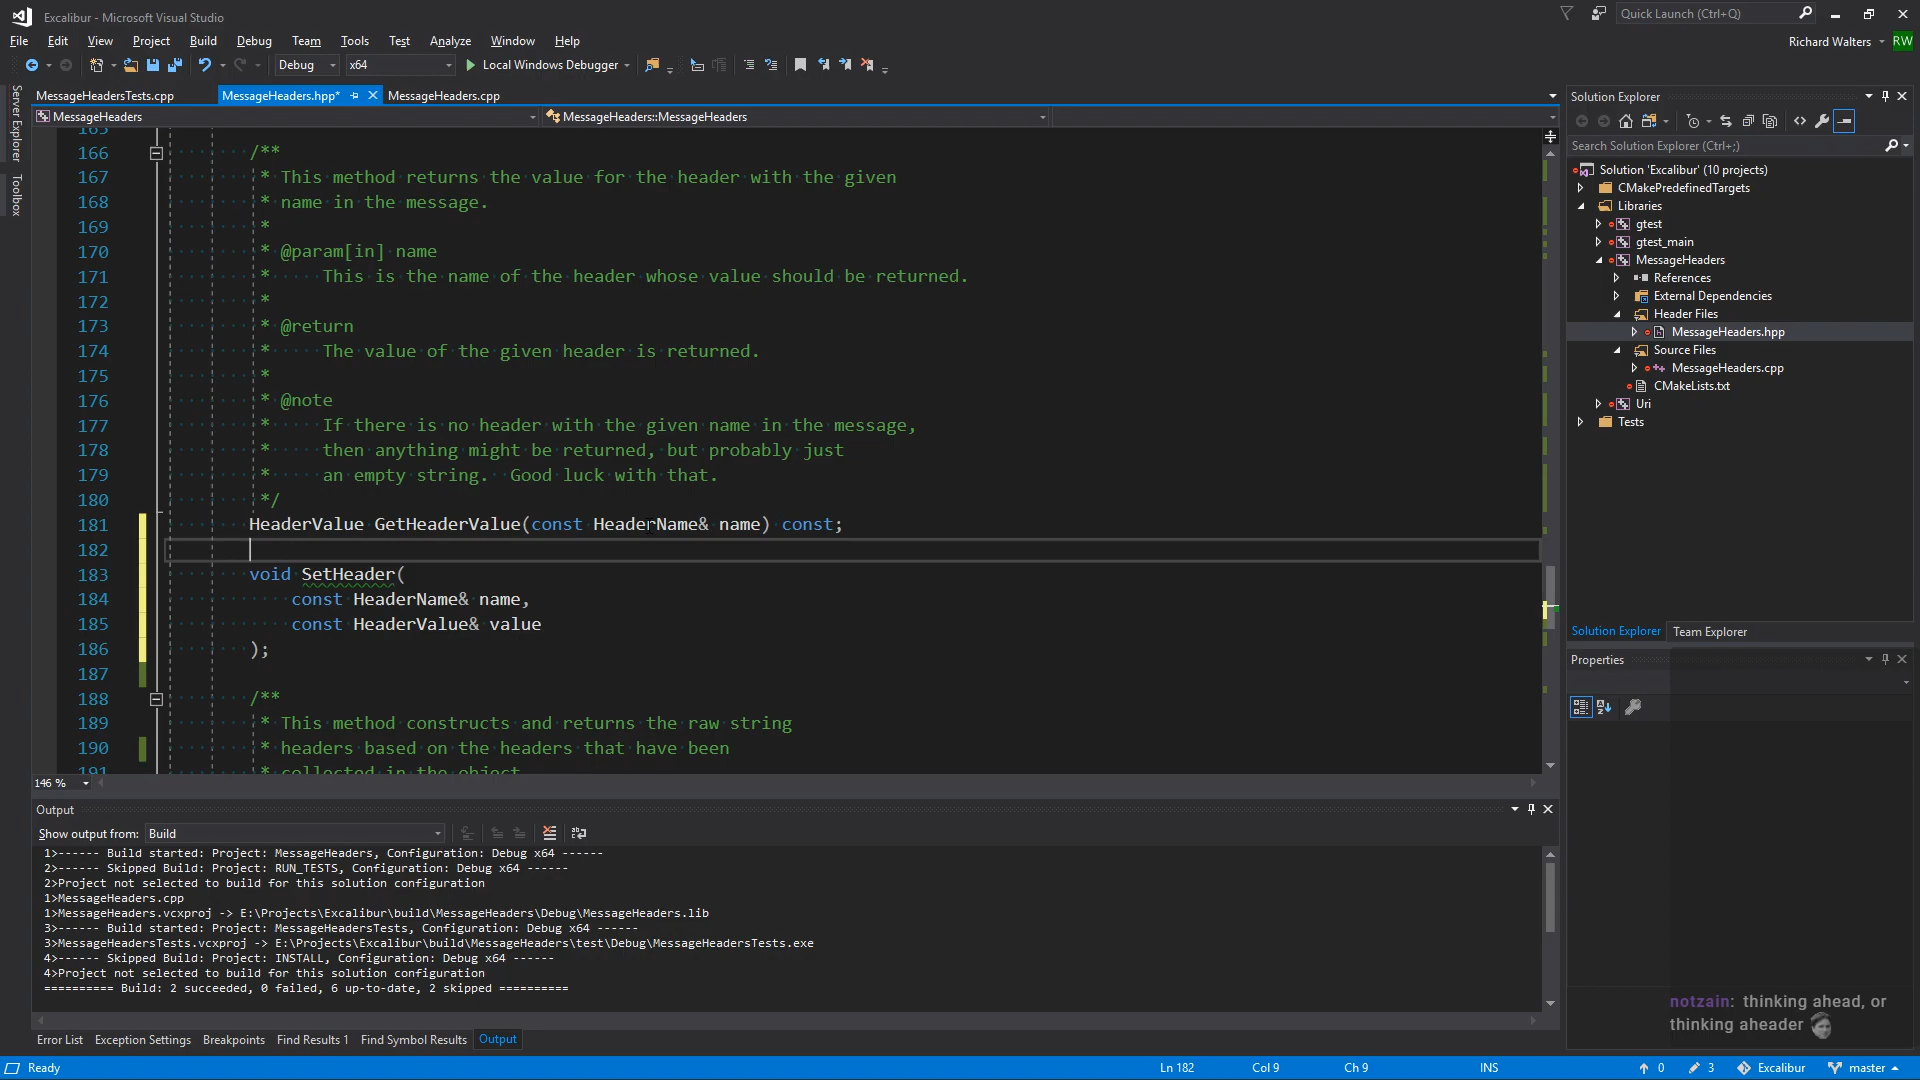 Excalibur - Microsoft Visual Studio
Quick Launch (Ctrl+Q)
File Edit View Project Build Debug Team Tools Test Analyze Window Help
Richard Walters RW
Debug x64 Local Windows Debugger
Server Explorer
Toolbox
MessageHeadersTests.cpp MessageHeaders.hpp* MessageHeaders.cpp
MessageHeaders MessageHeaders::MessageHeaders
165
166 /**
167 * This method returns the value for the header with the given
168 * name in the message.
169 *
170 * @param[in] name
171 * This is the name of the header whose value should be returned.
172 *
173 * @return
174 * The value of the given header is returned.
175 *
176 * @note
177 * If there is no header with the given name in the message,
178 * then anything might be returned, but probably just
179 * an empty string. Good luck with that.
180 */
181 HeaderValue GetHeaderValue(const HeaderName& name) const;
182
183 void SetHeader(
184 const HeaderName& name,
185 const HeaderValue& value
186 );
187
188 /**
189 * This method constructs and returns the raw string
190 * headers based on the headers that have been
191 * collected in the object
146 %
Solution Explorer
Search Solution Explorer (Ctrl+;)
Solution 'Excalibur' (10 projects)
CMakePredefinedTargets
Libraries
gtest
gtest_main
MessageHeaders
References
External Dependencies
Header Files
MessageHeaders.hpp
Source Files
MessageHeaders.cpp
CMakeLists.txt
Uri
Tests
Solution Explorer Team Explorer
Properties
Output
Show output from: Build
1>------ Build started: Project: MessageHeaders, Configuration: Debug x64 ------
2>------ Skipped Build: Project: RUN_TESTS, Configuration: Debug x64 ------
2>Project not selected to build for this solution configuration
1>MessageHeaders.cpp
1>MessageHeaders.vcxproj -> E:\Projects\Excalibur\build\MessageHeaders\Debug\MessageHeaders.lib
3>------ Build started: Project: MessageHeadersTests, Configuration: Debug x64 ------
3>MessageHeadersTests.vcxproj -> E:\Projects\Excalibur\build\MessageHeaders\test\Debug\MessageHeadersTests.exe
4>------ Skipped Build: Project: INSTALL, Configuration: Debug x64 ------
4>Project not selected to build for this solution configuration
========== Build: 2 succeeded, 0 failed, 6 up-to-date, 2 skipped ==========
notzain: thinking ahead, or
thinking aheader
Error List Exception Settings Breakpoints Find Results 1 Find Symbol Results Output
Ready Ln 182 Col 9 Ch 9 INS 0 3 Excalibur master